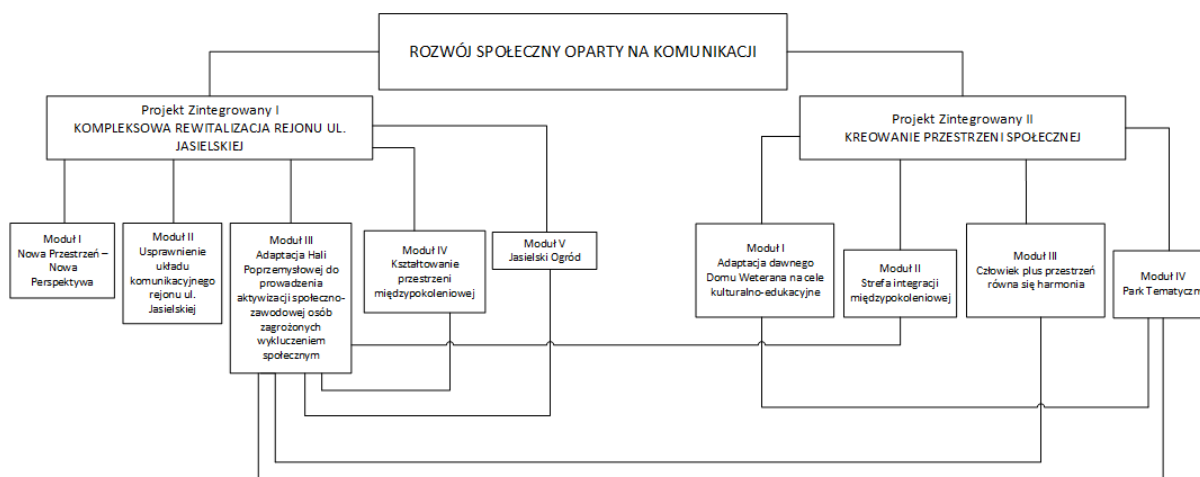 ROZWÓJ SPOŁECZNY OPARTY NA KOMUNIKACJI
Projekt Zintegrowany I
KOMPLEKSOWA REWITALIZACJA REJONU UL.
JASIELSKIEJ
Projekt Zintegrowany II
KREOWANIE PRZESTRZENI SPOŁECZNEJ
Moduł I
Nowa Przestrzeń –
Nowa
Perspektywa
Moduł II
Usprawnienie
układu
komunikacyjnego
rejonu ul.
Jasielskiej
Moduł III
Adaptacja Hali
Poprzemysłowej do
prowadzenia
aktywizacji społeczno-
zawodowej osób
zagrożonych
wykluczeniem
społecznym
Moduł IV
Kształtowanie
przestrzeni
międzypokoleniowej
Moduł V
Jasielski Ogród
Moduł I
Adaptacja dawnego
Domu Weterana na cele
kulturalno-edukacyjne
Moduł II
Strefa integracji
międzypokoleniowej
Moduł III
Człowiek plus przestrzeń
równa się harmonia
Moduł IV
Park Tematyczn